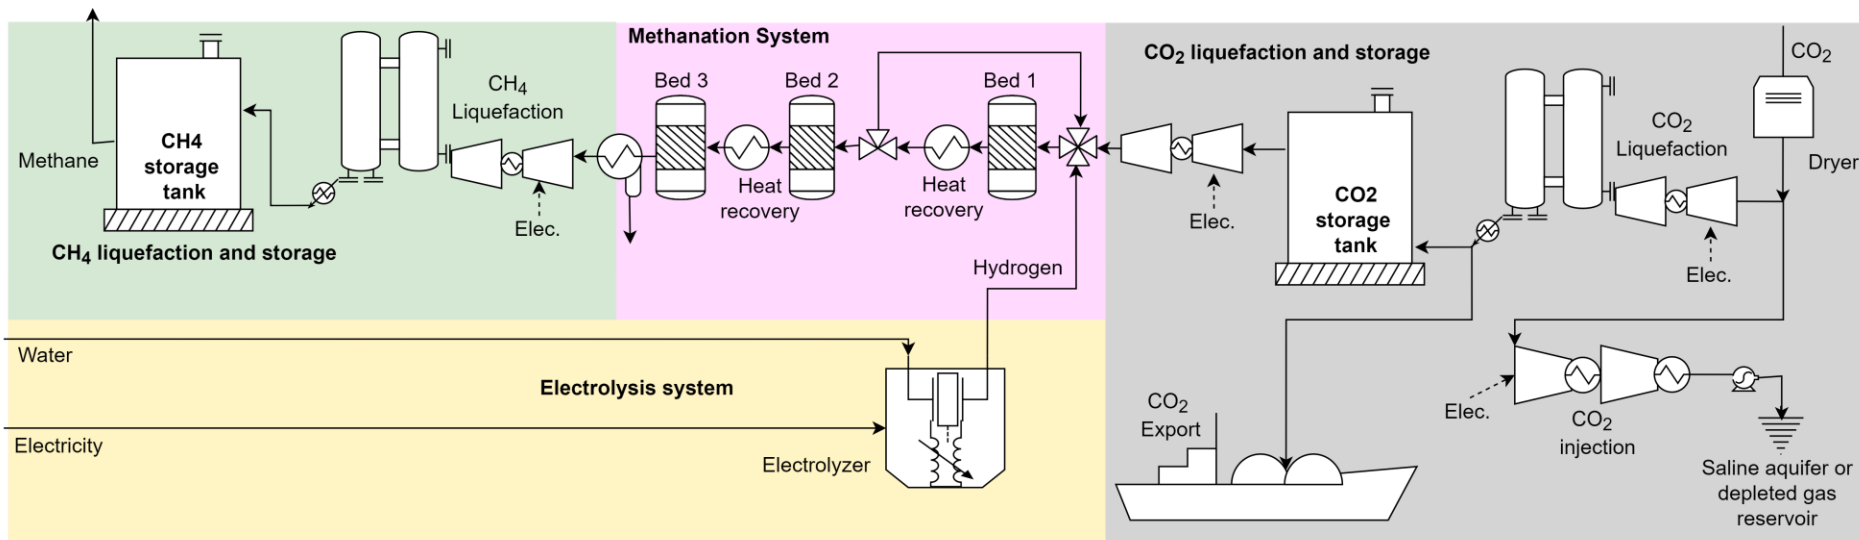 Methane
CH4
storage
tank
CH₄
Liquefaction
Elec.
CH₄ liquefaction and storage
Methanation System
Bed 3
Bed 2
Bed 1
Heat
recovery
Heat
recovery
Hydrogen
CO₂ liquefaction and storage
Elec.
CO2
storage
tank
CO₂
Liquefaction
Elec.
CO₂
Dryer
Water
Electrolysis system
Electricity
Electrolyzer
CO₂
Export
Elec.
CO₂
injection
Saline aquifer or
depleted gas
reservoir